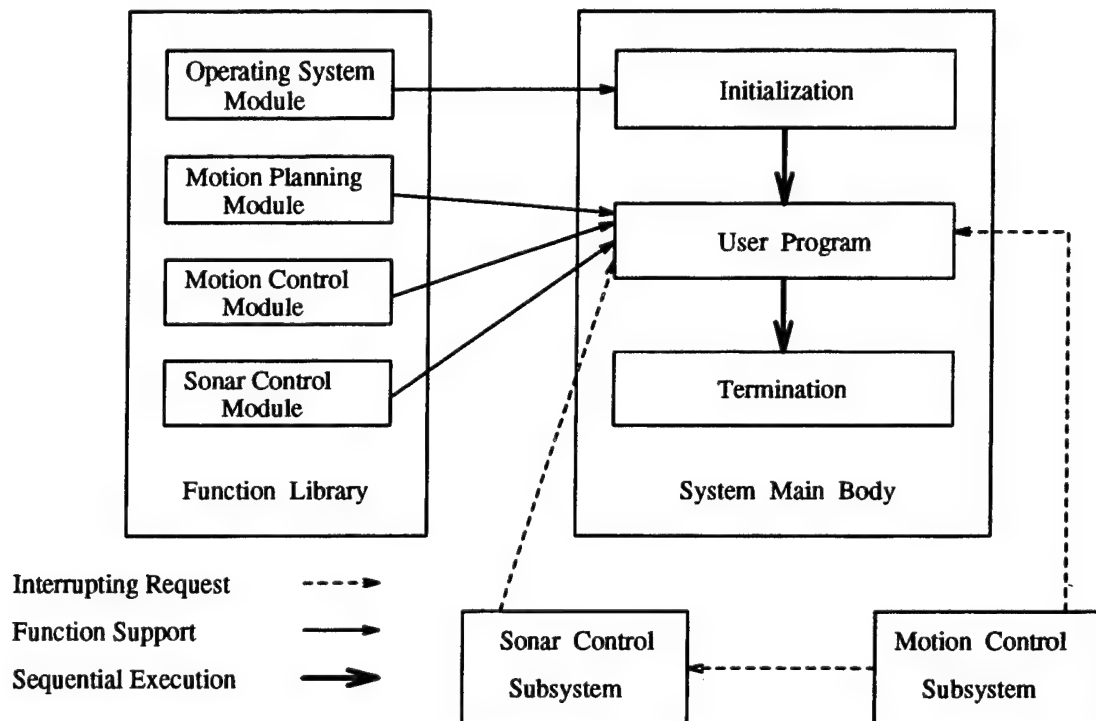 Operating System
Module
Motion Planning
Module
Motion Control
Module
Sonar Control
Module
Function Library
Initialization
User Program
Termination
System Main Body
Interrupting Request
Function Support
Sequential Execution
Sonar Control
Subsystem
Motion Control
Subsystem